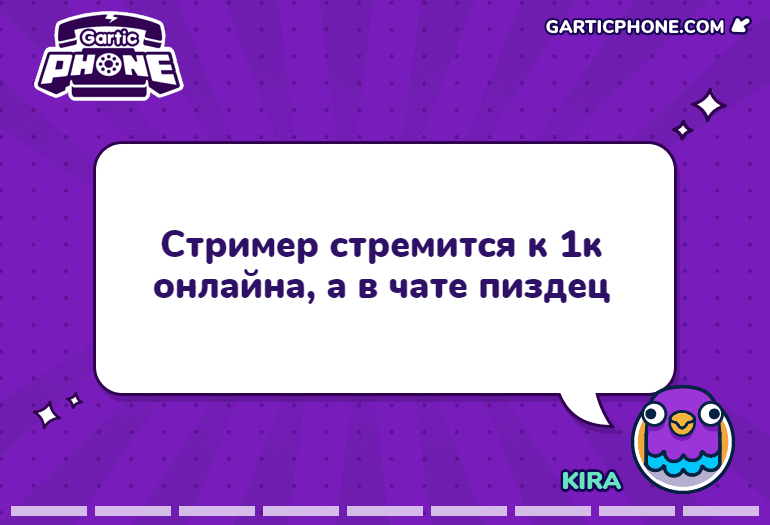 Gartic
PHONE
GARTICPHONE.COM
Стример стремится к 1к
онлайна, а в чате пиздец
KIRA